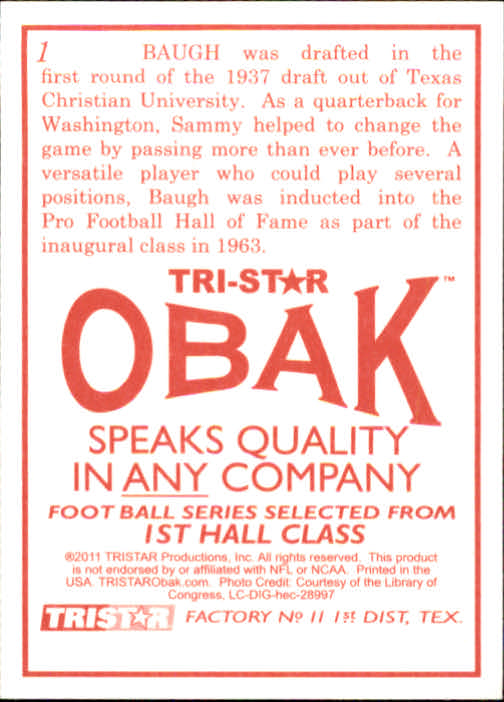 1 BAUGH was drafted in the
first round of the 1937 draft out of Texas
Christian University. As a quarterback for
Washington, Sammy helped to change the
game by passing more than ever before. A
versatile player who could play several
positions, Baugh was inducted into the
Pro Football Hall of Fame as part of the
inaugural class in 1963.
TRI-ST★R
OBAK™
SPEAKS QUALITY
IN ANY COMPANY
FOOT BALL SERIES SELECTED FROM
1ST HALL CLASS
©2011 TRISTAR Productions, Inc. All rights reserved. This product
is not endorsed by or affiliated with NFL or NCAA. Printed in the
USA. TRISTARObak.com. Photo Credit: Courtesy of the Library of
Congress, LC-DIG-hec-28997
TRIST★R FACTORY Nº 11 1st DIST, TEX.